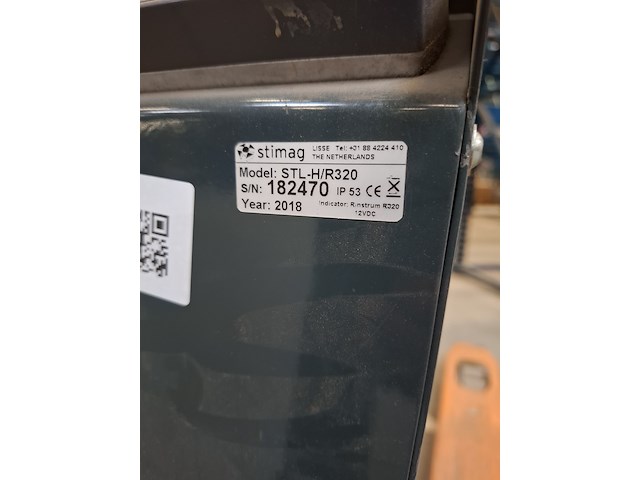 stimag LISSE Tel: +31 88 4224 410
THE NETHERLANDS
Model: STL-H/R320
S/N: 182470 IP 53 CE
Year: 2018 Indicator: Rinstrum R320
12VDC